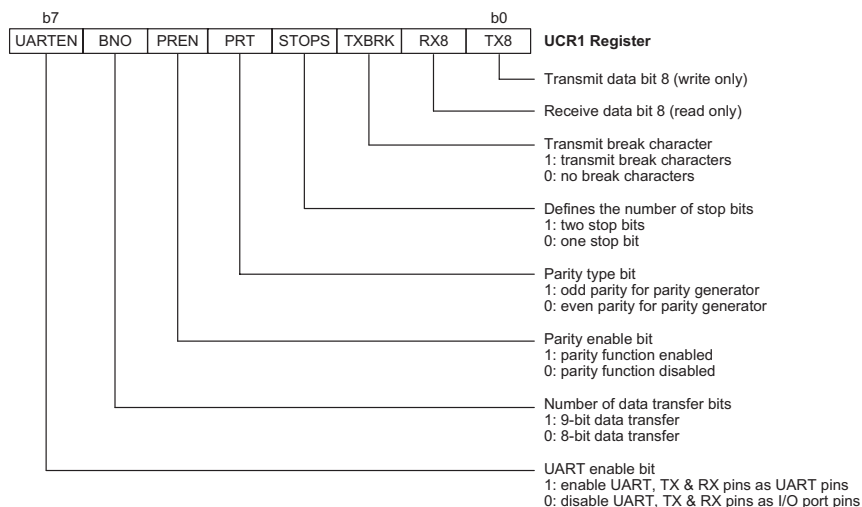 b7 b0
UARTEN BNO PREN PRT STOPS TXBRK RX8 TX8 UCR1 Register
Transmit data bit 8 (write only)
Receive data bit 8 (read only)
Transmit break character
1: transmit break characters
0: no break characters
Defines the number of stop bits
1: two stop bits
0: one stop bit
Parity type bit
1: odd parity for parity generator
0: even parity for parity generator
Parity enable bit
1: parity function enabled
0: parity function disabled
Number of data transfer bits
1: 9-bit data transfer
0: 8-bit data transfer
UART enable bit
1: enable UART, TX & RX pins as UART pins
0: disable UART, TX & RX pins as I/O port pins